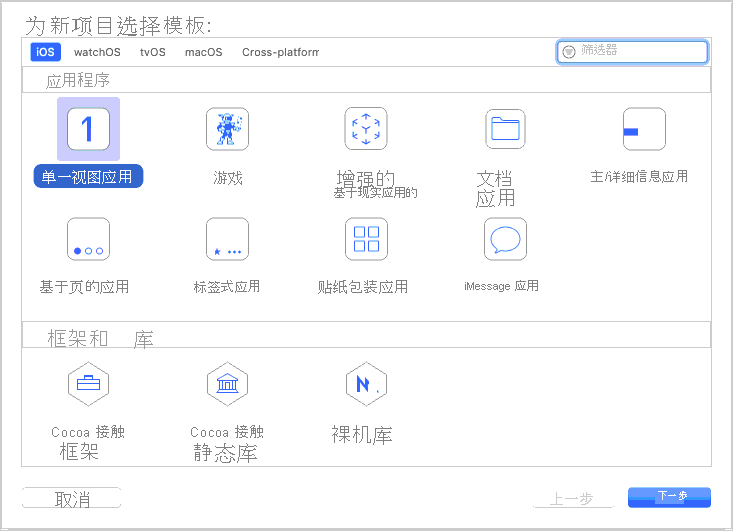 为新项目选择模板:
iOS watchOS tvOS macOS Cross-platform
筛选器
应用程序
1
单一视图应用
游戏
增强的
基于现实应用的
文档
应用
主/详细信息应用
基于页的应用
标签式应用
贴纸包装应用
iMessage 应用
框架和 库
Cocoa 接触
框架
Cocoa 接触
静态库
裸机库
取消
上一步
下一步